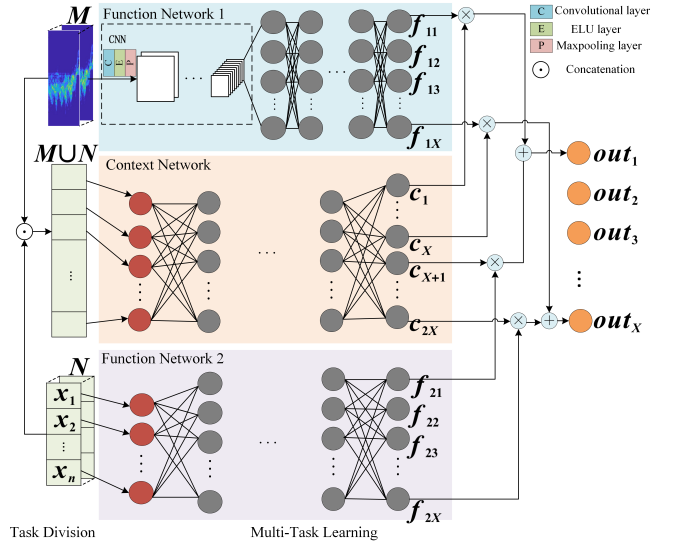 M
Function Network 1
CNN
C E P
f11
f12
f13
f1X
C Convolutional layer
E ELU layer
P Maxpooling layer
Concatenation
M∪N
Context Network
c1
cX
cX+1
c2X
out1
out2
out3
outX
N
Function Network 2
x1
x2
...
xn
f21
f22
f23
f2X
Task Division
Multi-Task Learning